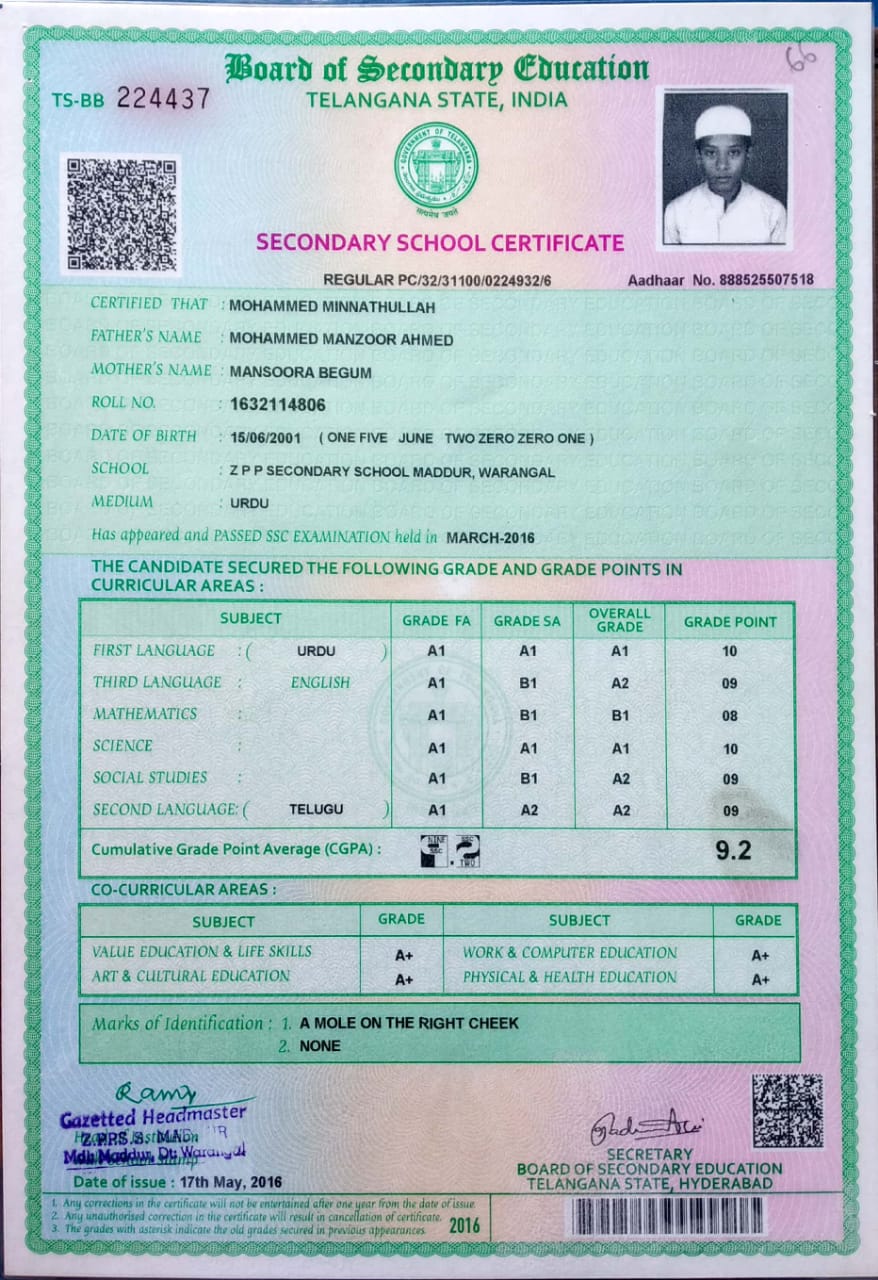 66
Board of Secondary Education
TS-BB 224437
TELANGANA STATE, INDIA
GOVERNMENT OF TELANGANA
सत्यमेव जयते
SECONDARY SCHOOL CERTIFICATE
REGULAR PC/32/31100/0224932/6 Aadhaar No. 888525507518
CERTIFIED THAT : MOHAMMED MINNATHULLAH
FATHER'S NAME : MOHAMMED MANZOOR AHMED
MOTHER'S NAME : MANSOORA BEGUM
ROLL NO. : 1632114806
DATE OF BIRTH : 15/06/2001 ( ONE FIVE JUNE TWO ZERO ZERO ONE )
SCHOOL : Z P P SECONDARY SCHOOL MADDUR, WARANGAL
MEDIUM : URDU
Has appeared and PASSED SSC EXAMINATION held in MARCH-2016
THE CANDIDATE SECURED THE FOLLOWING GRADE AND GRADE POINTS IN
CURRICULAR AREAS :
SUBJECT GRADE FA GRADE SA OVERALL GRADE GRADE POINT
FIRST LANGUAGE : ( URDU ) A1 A1 A1 10
THIRD LANGUAGE : ENGLISH A1 B1 A2 09
MATHEMATICS : A1 B1 B1 08
SCIENCE : A1 A1 A1 10
SOCIAL STUDIES : A1 B1 A2 09
SECOND LANGUAGE: ( TELUGU ) A1 A2 A2 09
Cumulative Grade Point Average (CGPA) : NINE SSC . SSC TWO 9.2
CO-CURRICULAR AREAS :
SUBJECT GRADE SUBJECT GRADE
VALUE EDUCATION & LIFE SKILLS A+ WORK & COMPUTER EDUCATION A+
ART & CULTURAL EDUCATION A+ PHYSICAL & HEALTH EDUCATION A+
Marks of Identification : 1. A MOLE ON THE RIGHT CHEEK
2. NONE
Gazetted Headmaster
Z.P.P.S.S. MADDUR
Mdl: Maddur, Dt: Warangal
Date of issue : 17th May, 2016
SECRETARY
BOARD OF SECONDARY EDUCATION
TELANGANA STATE, HYDERABAD
1. Any corrections in the certificate will not be entertained after one year from the date of issue.
2. Any unauthorised correction in the certificate will result in cancellation of certificate.
3. The grades with asterisk indicate the old grades secured in previous appearances.
2016